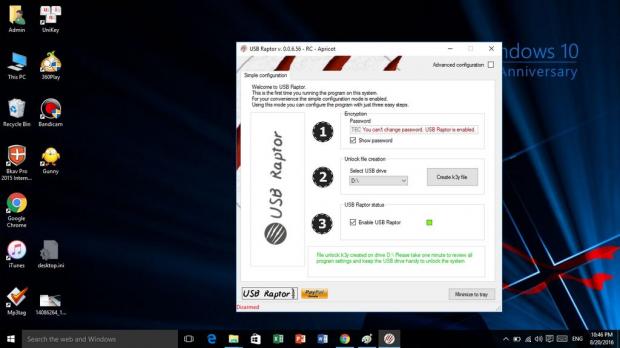 Admin
UniKey
This PC
360Play
Recycle Bin
Bandicam
Bkav Pro
2015 Intern...
Gunny
Google
Chrome
iTunes
desktop.ini
Mp3tag
14086264_1...
ndows 10
Anniversary
USB Raptor v. 0.0.6.56 - RC - Apricot
Advanced configuration
Simple configuration
Welcome to USB Raptor.
This is the first time you running the program on this system.
For your convenience the simple configuration mode is enabled.
Using this mode you can configure the program with just three easy steps.
USB Raptor
1
Encryption
Password
TEC You can't change password. USB Raptor is enabled.
Show password
2
Unlock file creation
Select USB drive
D:\
Create k3y file
3
USB Raptor status
Enable USB Raptor
File unlock k3y created on drive D:\ Please take one minute to review all
program settings and keep the USB drive handy to unlock the system
USB Raptor
PayPal
Minimize to tray
Disarmed
Search the web and Windows
ENG
10:46 PM
8/20/2016